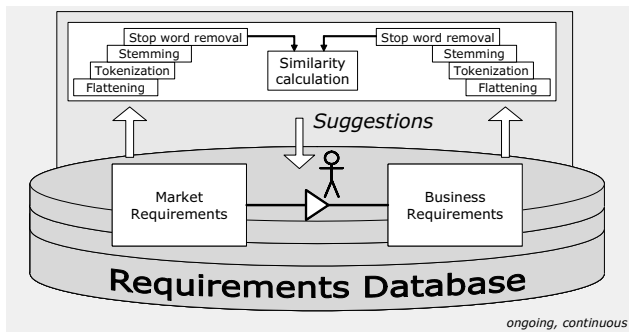 Stop word removal
Stemming
Tokenization
Flattening
Similarity
calculation
Stop word removal
Stemming
Tokenization
Flattening
Suggestions
Market
Requirements
Business
Requirements
Requirements Database
ongoing, continuous